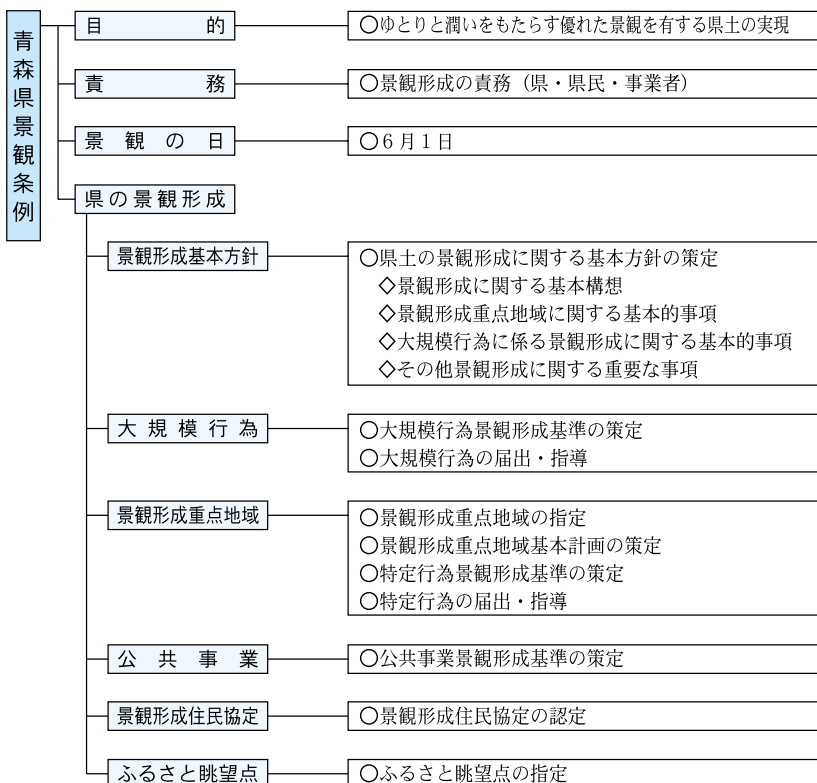 青森県景観条例
目的
〇ゆとりと潤いをもたらす優れた景観を有する県土の実現
責務
〇景観形成の責務（県・県民・事業者）
景観の日
〇６月１日
県の景観形成
景観形成基本方針
〇県土の景観形成に関する基本方針の策定
◇景観形成に関する基本構想
◇景観形成重点地域に関する基本的事項
◇大規模行為に係る景観形成に関する基本的事項
◇その他景観形成に関する重要な事項
大規模行為
〇大規模行為景観形成基準の策定
〇大規模行為の届出・指導
景観形成重点地域
〇景観形成重点地域の指定
〇景観形成重点地域基本計画の策定
〇特定行為景観形成基準の策定
〇特定行為の届出・指導
公共事業
〇公共事業景観形成基準の策定
景観形成住民協定
〇景観形成住民協定の認定
ふるさと眺望点
〇ふるさと眺望点の指定